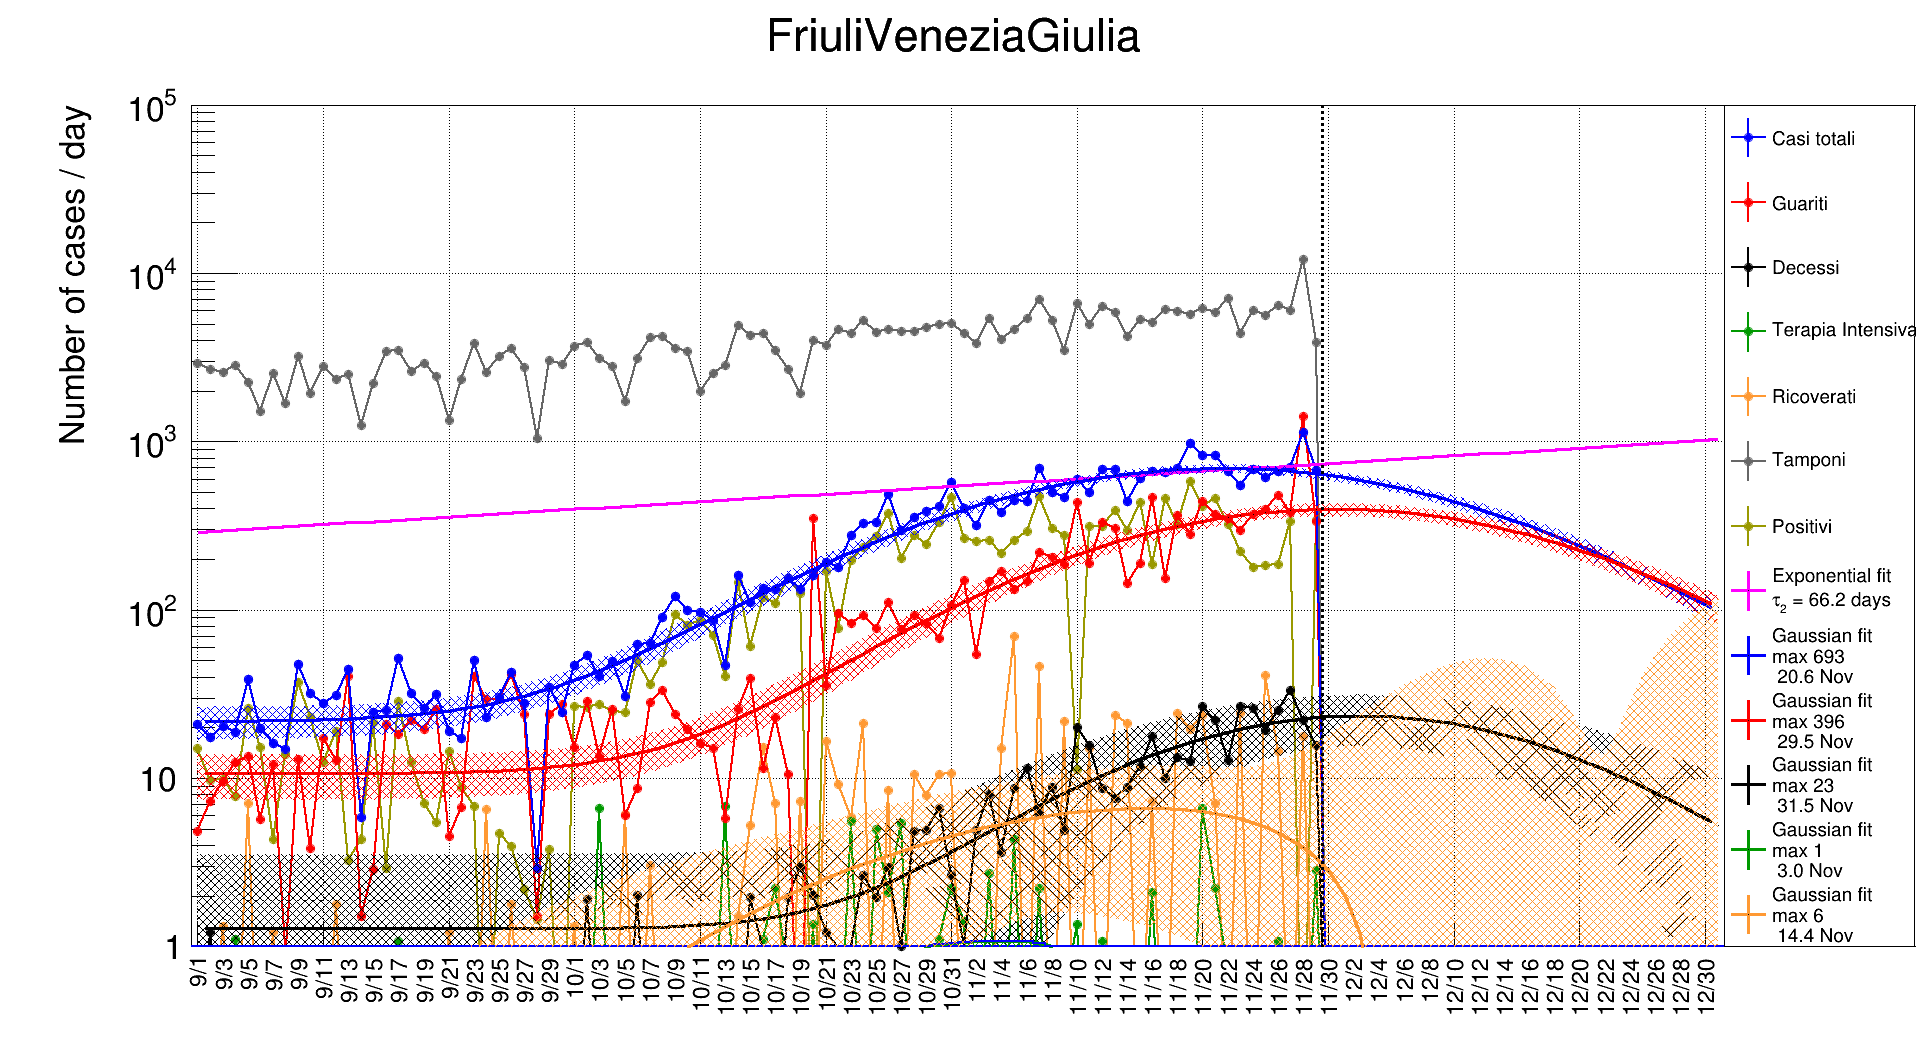 FriuliVeneziaGiulia
Number of cases / day
10^5
10^4
10^3
10^2
10
1
9/1
9/3
9/5
9/7
9/9
9/11
9/13
9/15
9/17
9/19
9/21
9/23
9/25
9/27
9/29
10/1
10/3
10/5
10/7
10/9
10/11
10/13
10/15
10/17
10/19
10/21
10/23
10/25
10/27
10/29
10/31
11/2
11/4
11/6
11/8
11/10
11/12
11/14
11/16
11/18
11/20
11/22
11/24
11/26
11/28
11/30
12/2
12/4
12/6
12/8
12/10
12/12
12/14
12/16
12/18
12/20
12/22
12/24
12/26
12/28
12/30
Casi totali
Guariti
Decessi
Terapia Intensiva
Ricoverati
Tamponi
Positivi
Exponential fit
τ₂ = 66.2 days
Gaussian fit
max 693
20.6 Nov
Gaussian fit
max 396
29.5 Nov
Gaussian fit
max 23
31.5 Nov
Gaussian fit
max 1
3.0 Nov
Gaussian fit
max 6
14.4 Nov